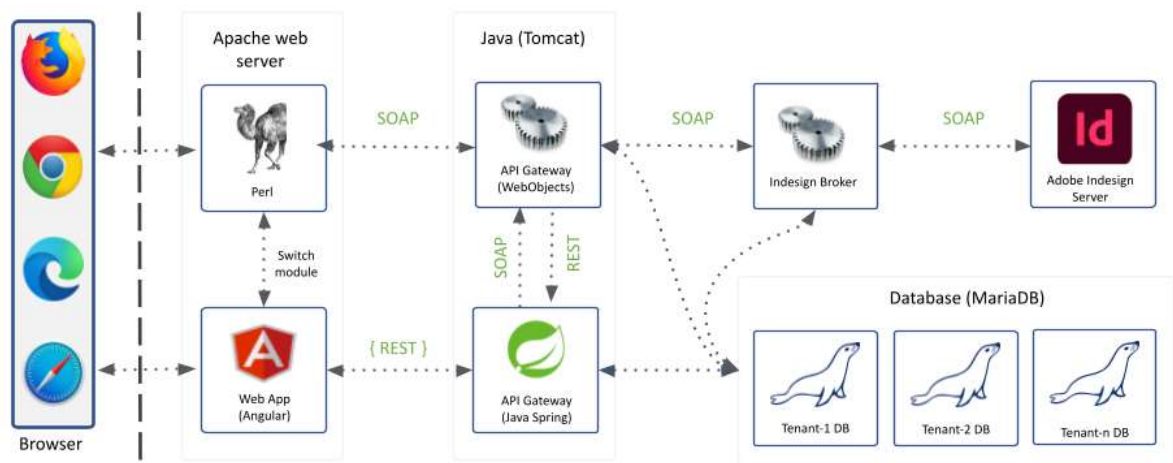 Apache web
server
Java (Tomcat)
Perl
SOAP
API Gateway
(WebObjects)
SOAP
Indesign Broker
SOAP
Id
Adobe Indesign
Server
Switch
module
SOAP
REST
Database (MariaDB)
Web App
(Angular)
{ REST }
API Gateway
(Java Spring)
Tenant-1 DB
Tenant-2 DB
Tenant-n DB
Browser